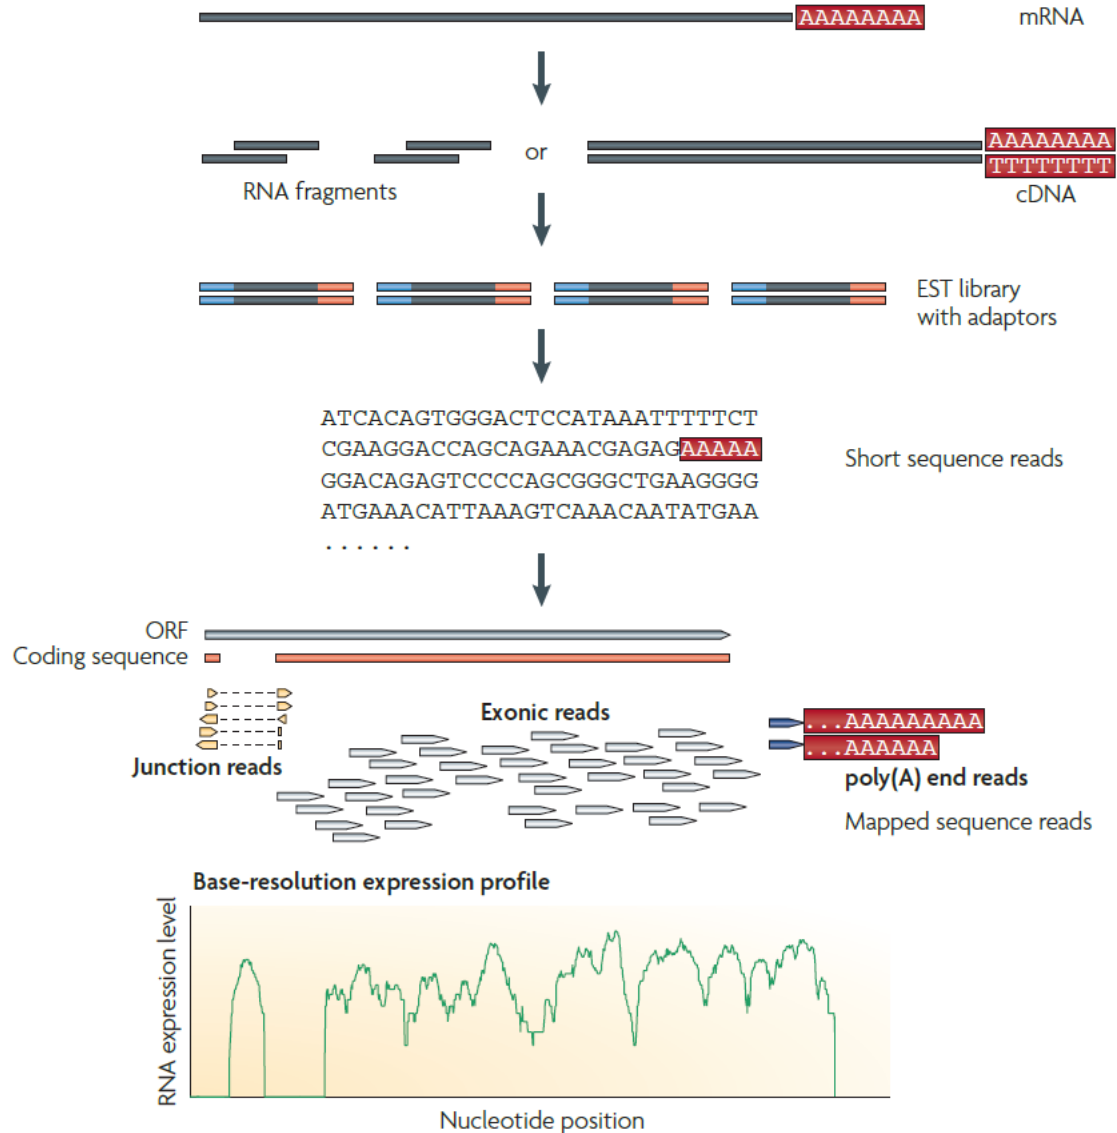 AAAAAAAA
mRNA
or
AAAAAAAA
TTTTTTTT
RNA fragments
cDNA
EST library
with adaptors
ATCACAGTGGGACTCCATAAATTTTTCT
CGAAGGACCAGCAGAAACGAGAGAAAAA
GGACAGAGTCCCCAGCGGGCTGAAGGGG
ATGAAACATTAAAGTCAAACAATATGAA
......
Short sequence reads
ORF
Coding sequence
Junction reads
Exonic reads
...AAAAAAAAA
...AAAAAA
poly(A) end reads
Mapped sequence reads
Base-resolution expression profile
RNA expression level
Nucleotide position